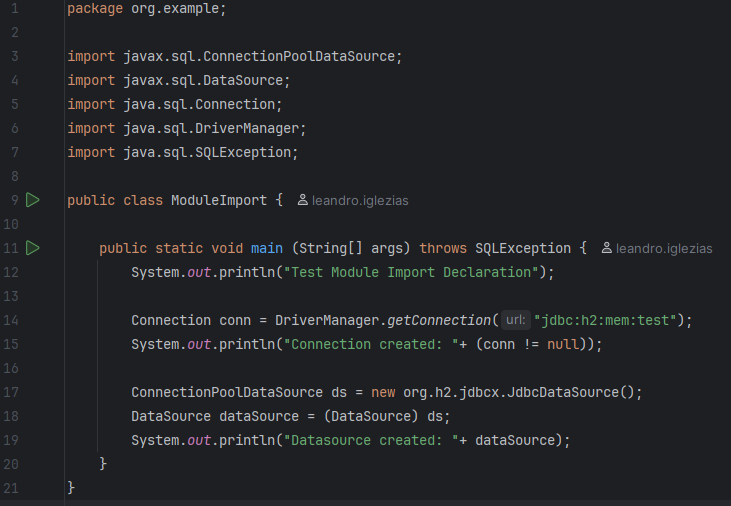 1 package org.example;
2
3 import javax.sql.ConnectionPoolDataSource;
4 import javax.sql.DataSource;
5 import java.sql.Connection;
6 import java.sql.DriverManager;
7 import java.sql.SQLException;
8
9 public class ModuleImport { leandro.iglezias
10
11 public static void main (String[] args) throws SQLException { leandro.iglezias
12 System.out.println("Test Module Import Declaration");
13
14 Connection conn = DriverManager.getConnection( url: "jdbc:h2:mem:test");
15 System.out.println("Connection created: "+ (conn != null));
16
17 ConnectionPoolDataSource ds = new org.h2.jdbcx.JdbcDataSource();
18 DataSource dataSource = (DataSource) ds;
19 System.out.println("Datasource created: "+ dataSource);
20 }
21 }